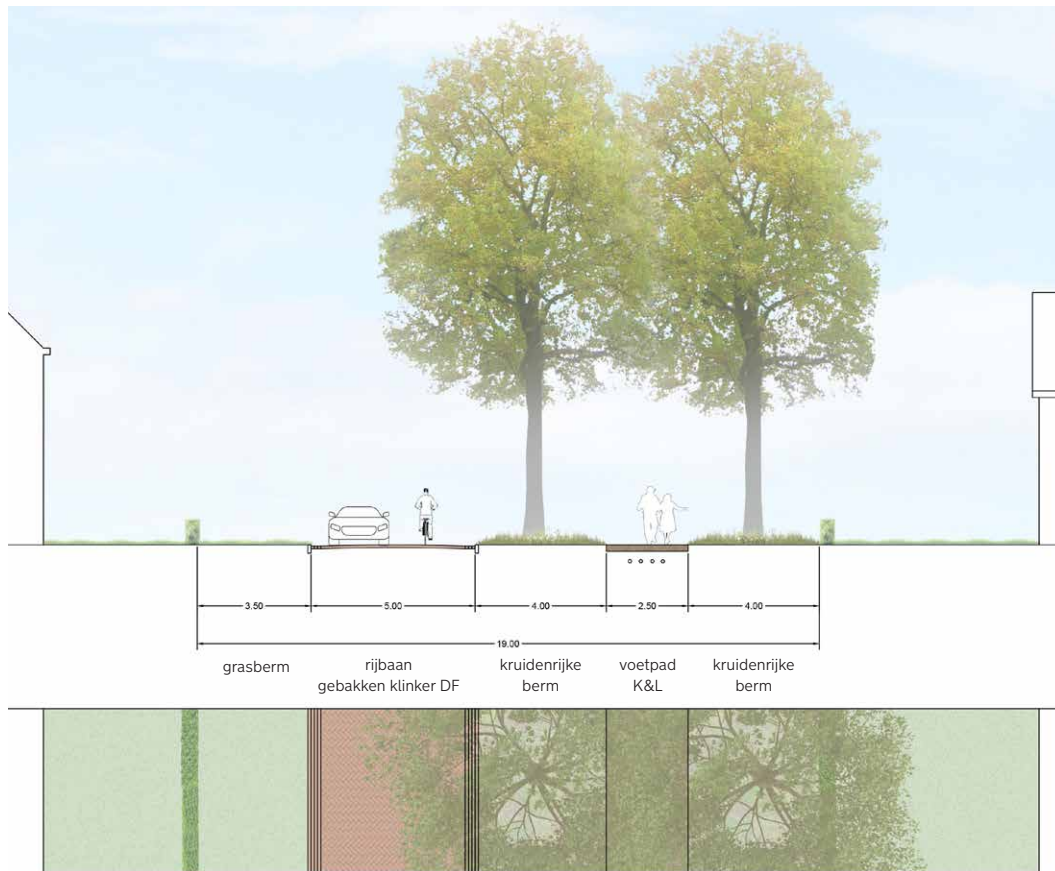 3.50 5.00 4.00 2.50 4.00
19.00
grasberm rijbaan kruidenrijke voetpad kruidenrijke
gebakken klinker DF berm K&L berm